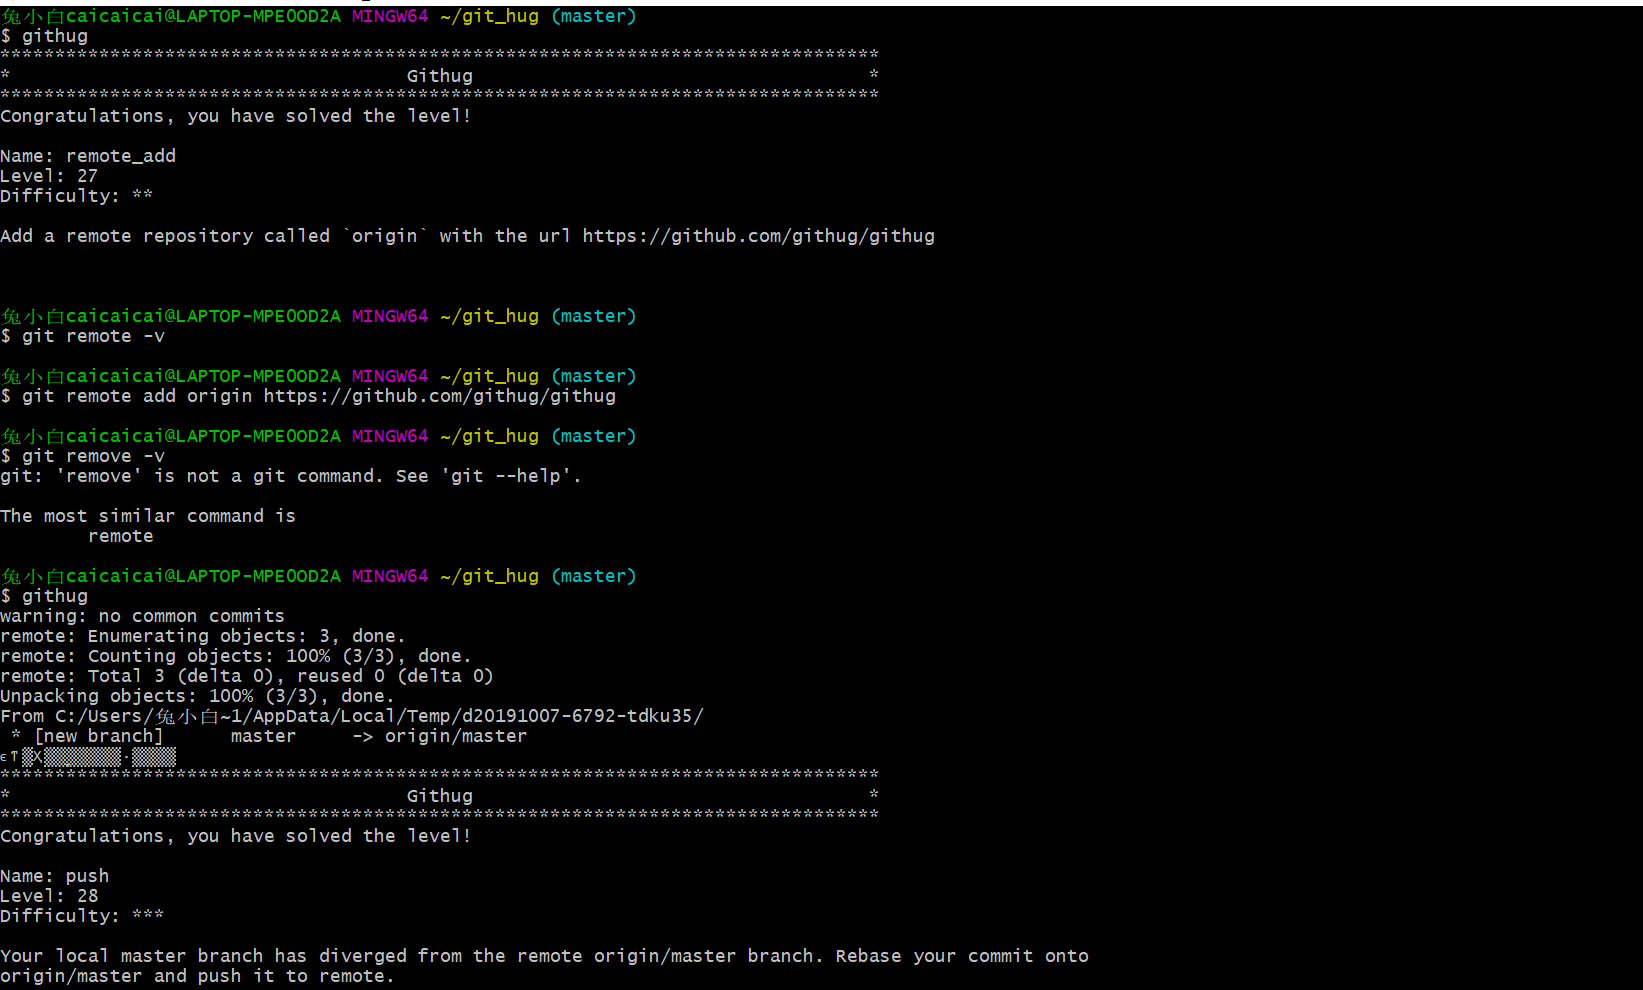 兔小白caicaicai@LAPTOP-MPE0OD2A MINGW64 ~/git_hug (master)
$ githug
********************************************************************************
*                                    Githug                                    *
********************************************************************************
Congratulations, you have solved the level!
Name: remote_add
Level: 27
Difficulty: **
Add a remote repository called `origin` with the url https://github.com/githug/githug
兔小白caicaicai@LAPTOP-MPE0OD2A MINGW64 ~/git_hug (master)
$ git remote -v
兔小白caicaicai@LAPTOP-MPE0OD2A MINGW64 ~/git_hug (master)
$ git remote add origin https://github.com/githug/githug
兔小白caicaicai@LAPTOP-MPE0OD2A MINGW64 ~/git_hug (master)
$ git remove -v
git: 'remove' is not a git command. See 'git --help'.
The most similar command is
        remote
兔小白caicaicai@LAPTOP-MPE0OD2A MINGW64 ~/git_hug (master)
$ githug
warning: no common commits
remote: Enumerating objects: 3, done.
remote: Counting objects: 100% (3/3), done.
remote: Total 3 (delta 0), reused 0 (delta 0)
Unpacking objects: 100% (3/3), done.
From C:/Users/兔小白~1/AppData/Local/Temp/d20191007-6792-tdku35/
 * [new branch]      master     -> origin/master
********************************************************************************
*                                    Githug                                    *
********************************************************************************
Congratulations, you have solved the level!
Name: push
Level: 28
Difficulty: ***
Your local master branch has diverged from the remote origin/master branch. Rebase your commit onto
origin/master and push it to remote.